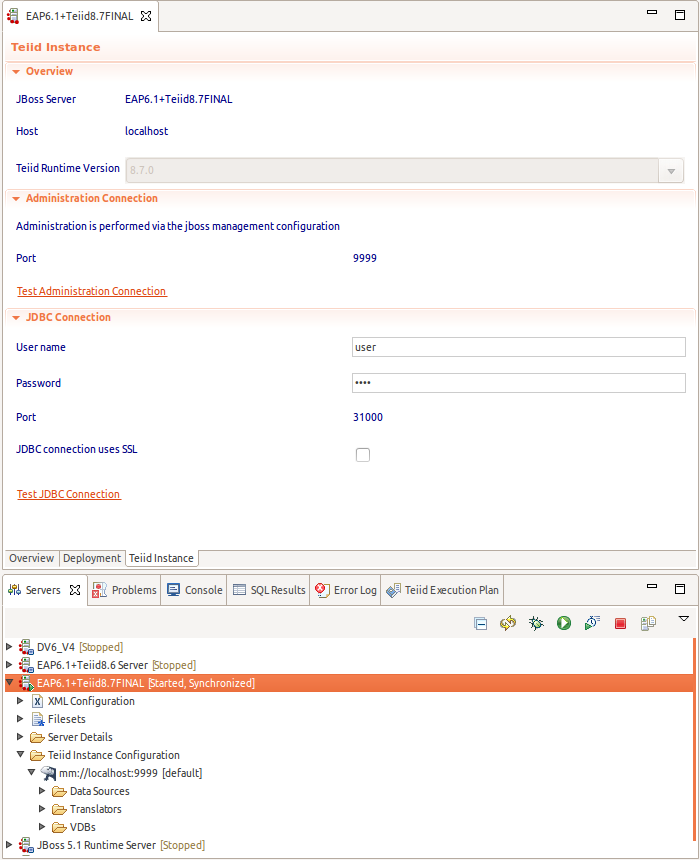 EAP6.1+Teiid8.7FINAL
Teiid Instance
Overview
JBoss Server EAP6.1+Teiid8.7FINAL
Host localhost
Teiid Runtime Version 8.7.0
Administration Connection
Administration is performed via the jboss management configuration
Port 9999
Test Administration Connection
JDBC Connection
User name user
Password ••••
Port 31000
JDBC connection uses SSL
Test JDBC Connection
Overview Deployment Teiid Instance
Servers Problems Console SQL Results Error Log Teiid Execution Plan
DV6_V4 [Stopped]
EAP6.1+Teiid8.6 Server [Stopped]
EAP6.1+Teiid8.7FINAL [Started, Synchronized]
XML Configuration
Filesets
Server Details
Teiid Instance Configuration
mm://localhost:9999 [default]
Data Sources
Translators
VDBs
JBoss 5.1 Runtime Server [Stopped]